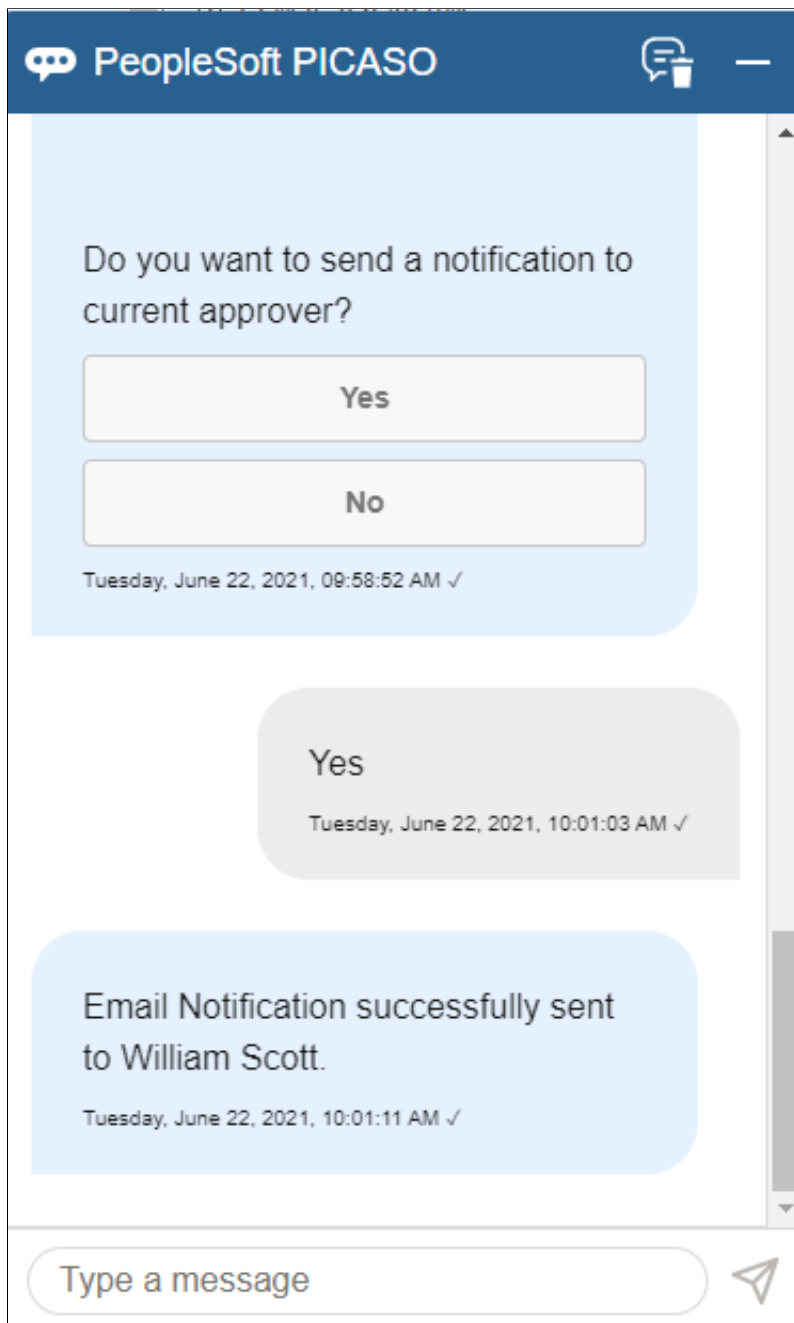 PeopleSoft PICASO
Do you want to send a notification to
current approver?
Yes
No
Tuesday, June 22, 2021, 09:58:52 AM ✓
Yes
Tuesday, June 22, 2021, 10:01:03 AM ✓
Email Notification successfully sent
to William Scott.
Tuesday, June 22, 2021, 10:01:11 AM ✓
Type a message